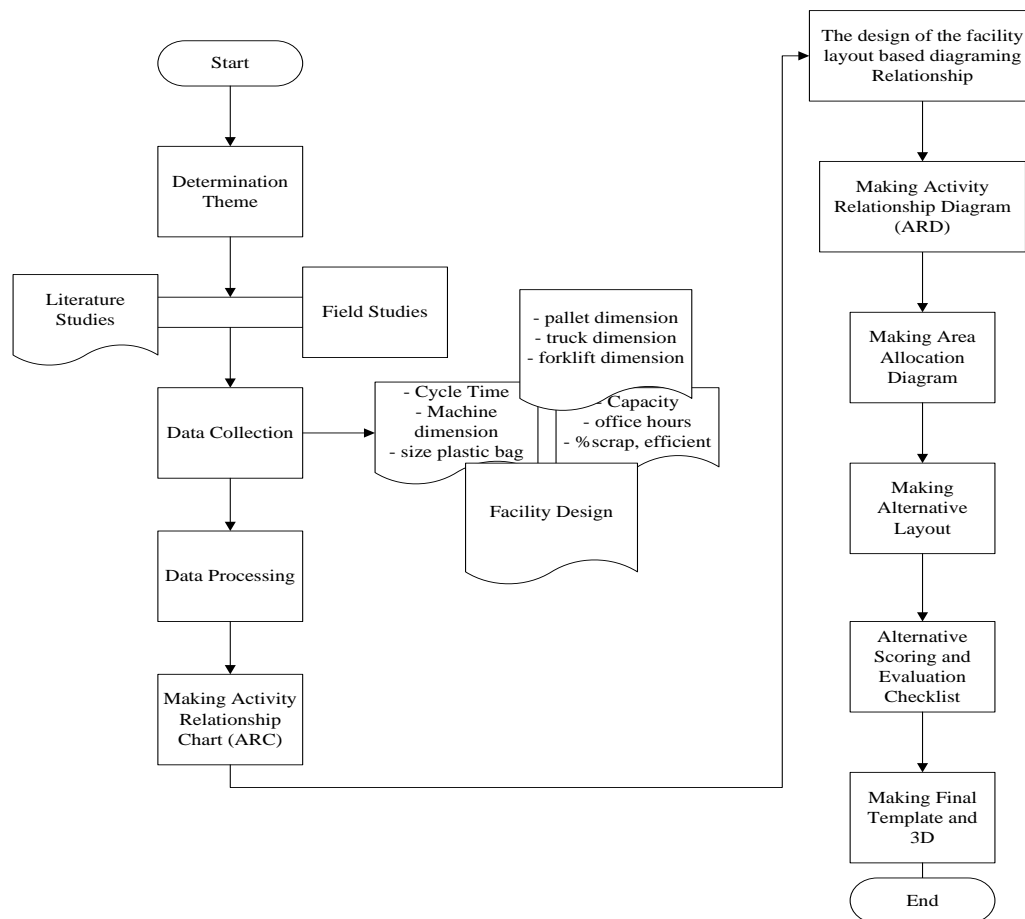 Start
Determination
Theme
Literature
Studies
Field Studies
Data Collection
- pallet dimension
- truck dimension
- forklift dimension
- Cycle Time
- Machine
dimension
- size plastic bag
- Capacity
- office hours
- %scrap, efficient
Facility Design
Data Processing
Making Activity
Relationship
Chart (ARC)
The design of the facility
layout based diagraming
Relationship
Making Activity
Relationship Diagram
(ARD)
Making Area
Allocation
Diagram
Making
Alternative
Layout
Alternative
Scoring and
Evaluation
Checklist
Making Final
Template and
3D
End